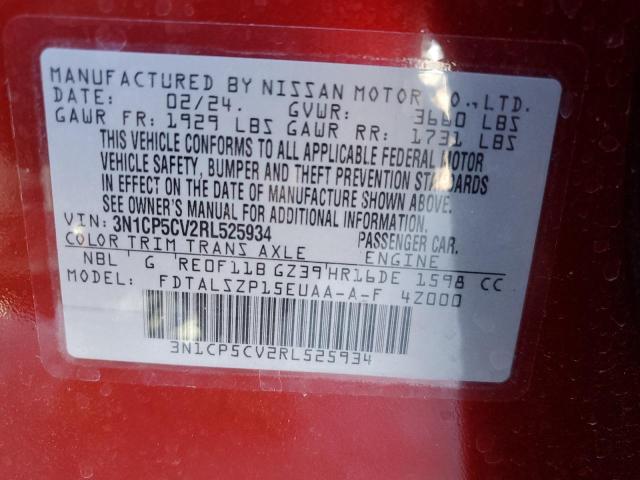 MANUFACTURED BY NISSAN MOTOR CO., LTD.
DATE: 02/24. GVWR: 3660 LBS
GAWR FR: 1929 LBS GAWR RR: 1731 LBS
THIS VEHICLE CONFORMS TO ALL APPLICABLE FEDERAL MOTOR
VEHICLE SAFETY, BUMPER AND THEFT PREVENTION STANDARDS
IN EFFECT ON THE DATE OF MANUFACTURE SHOWN ABOVE.
SEE OWNER'S MANUAL FOR ADDITIONAL INFORMATION.
VIN: 3N1CP5CV2RL525934 PASSENGER CAR.
COLOR TRIM TRANS AXLE ENGINE
NBL G RE0F11B GZ39 HR16DE 1598 CC
MODEL: FDTALSZP15EUAA-A-F 4Z000
3N1CP5CV2RL525934